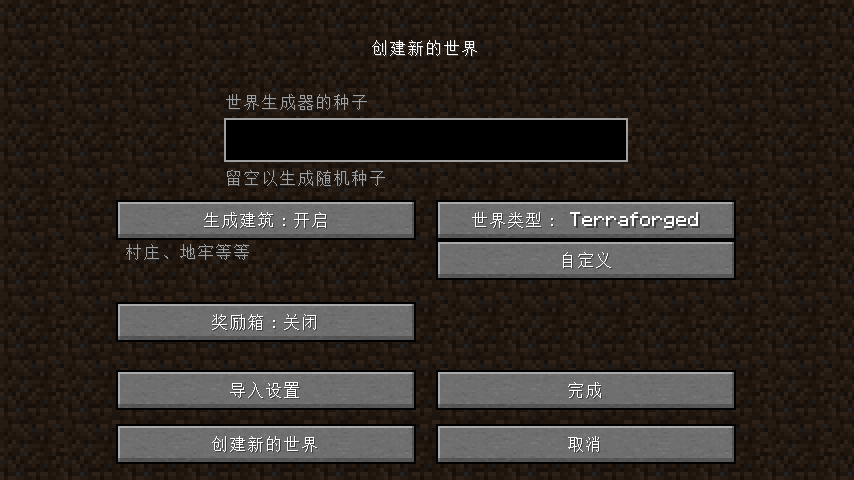 创建新的世界
世界生成器的种子
留空以生成随机种子
生成建筑：开启
世界类型： Terraforged
村庄、地牢等等
自定义
奖励箱：关闭
导入设置
完成
创建新的世界
取消